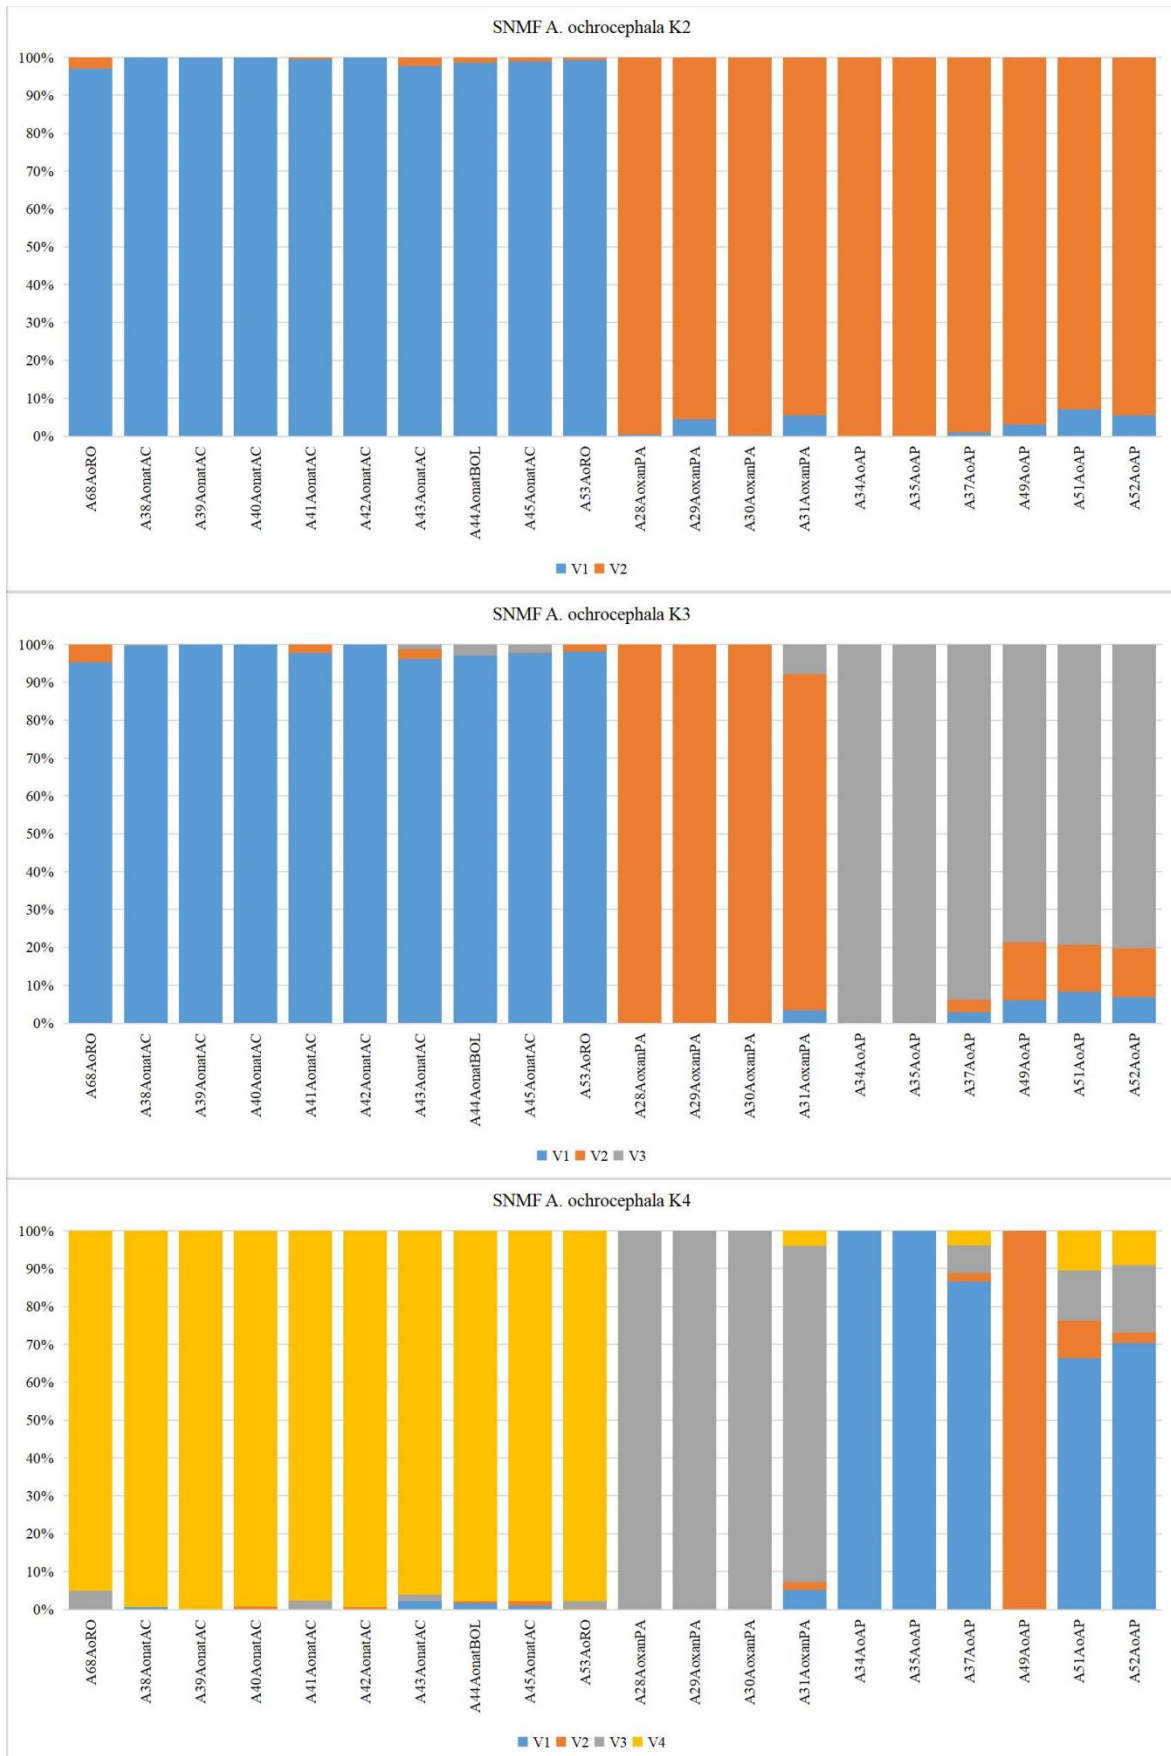 SNMF A. ochrocephala K2
100%
90%
80%
70%
60%
50%
40%
30%
20%
10%
0%
A68AoRO
A38AonatAC
A39AonatAC
A40AonatAC
A41AonatAC
A42AonatAC
A43AonatAC
A44AonatBOL
A45AonatAC
A53AoRO
A28AoxanPA
A29AoxanPA
A30AoxanPA
A31AoxanPA
A34AoAP
A35AoAP
A37AoAP
A49AoAP
A51AoAP
A52AoAP
V1 V2
SNMF A. ochrocephala K3
100%
90%
80%
70%
60%
50%
40%
30%
20%
10%
0%
A68AoRO
A38AonatAC
A39AonatAC
A40AonatAC
A41AonatAC
A42AonatAC
A43AonatAC
A44AonatBOL
A45AonatAC
A53AoRO
A28AoxanPA
A29AoxanPA
A30AoxanPA
A31AoxanPA
A34AoAP
A35AoAP
A37AoAP
A49AoAP
A51AoAP
A52AoAP
V1 V2 V3
SNMF A. ochrocephala K4
100%
90%
80%
70%
60%
50%
40%
30%
20%
10%
0%
A68AoRO
A38AonatAC
A39AonatAC
A40AonatAC
A41AonatAC
A42AonatAC
A43AonatAC
A44AonatBOL
A45AonatAC
A53AoRO
A28AoxanPA
A29AoxanPA
A30AoxanPA
A31AoxanPA
A34AoAP
A35AoAP
A37AoAP
A49AoAP
A51AoAP
A52AoAP
V1 V2 V3 V4